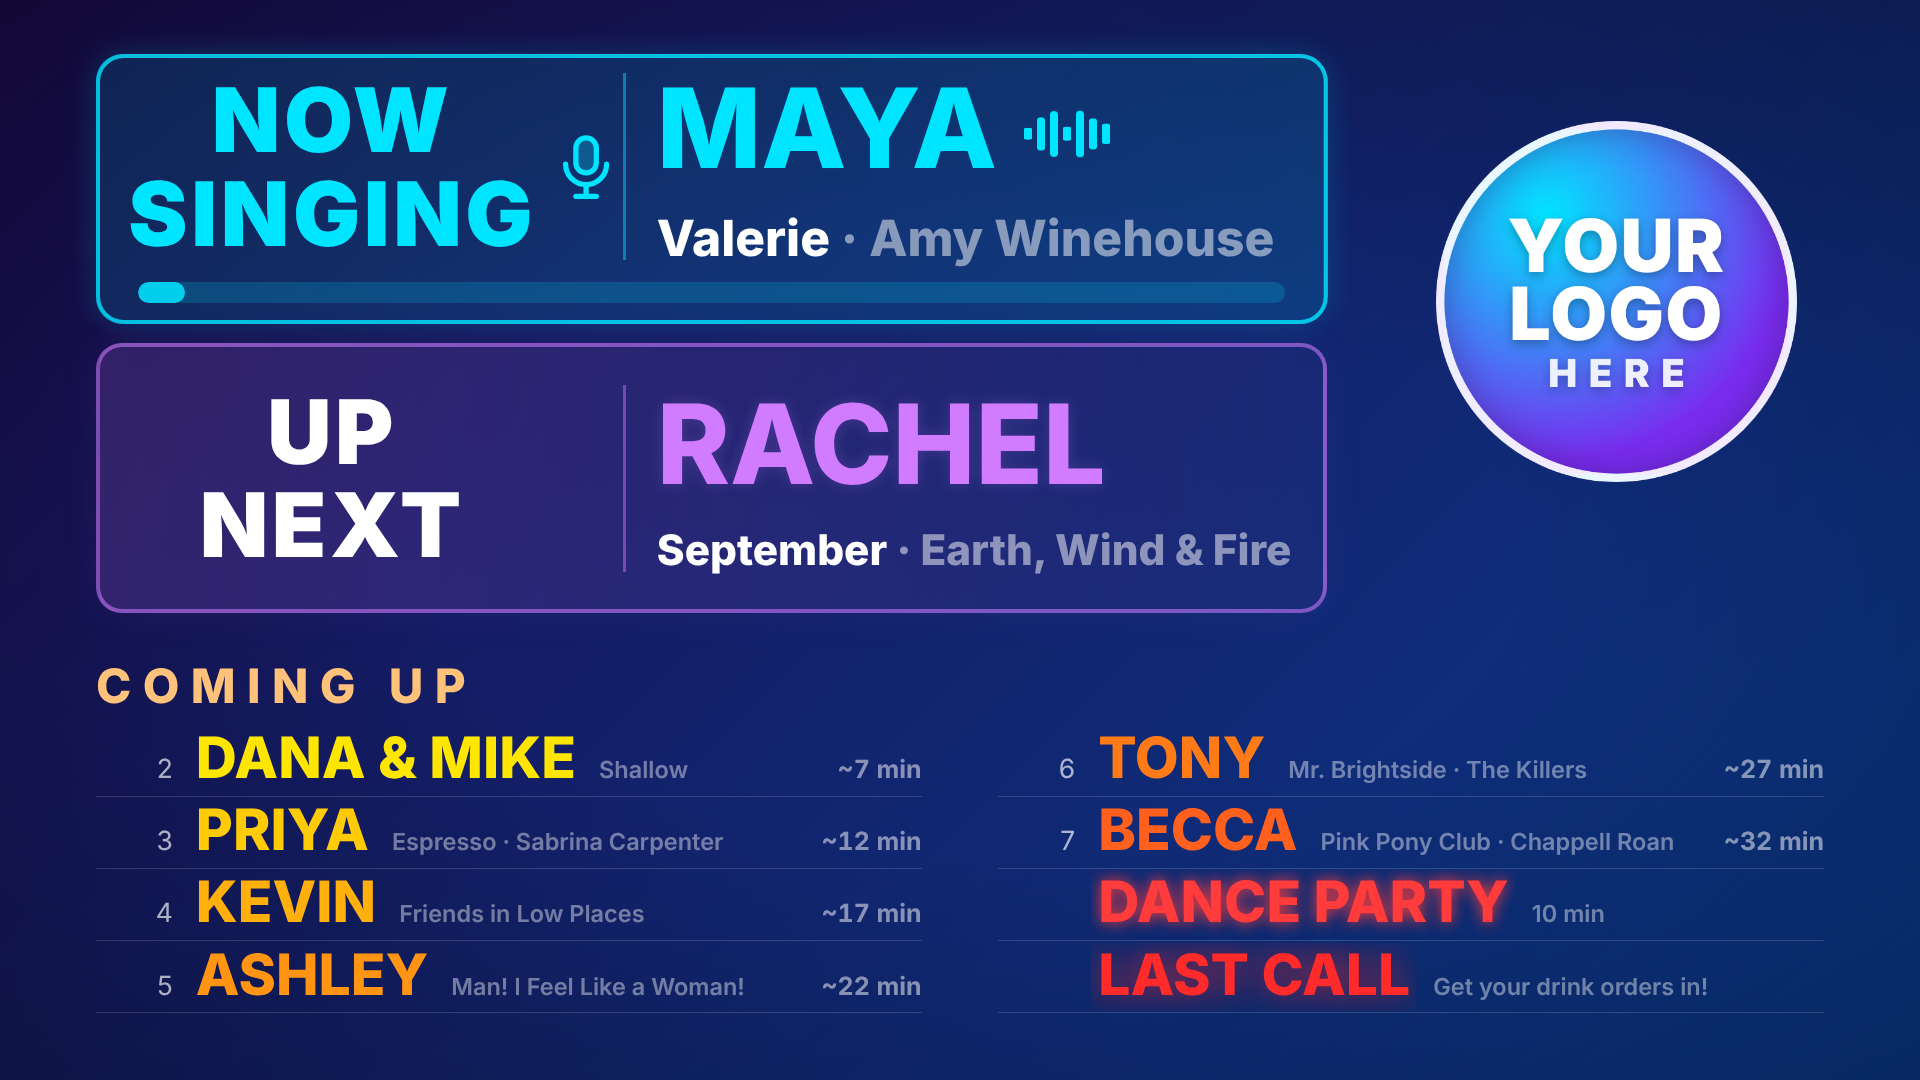 NOW
SINGING
MAYA
Valerie · Amy Winehouse
UP
NEXT
RACHEL
September · Earth, Wind & Fire
YOUR
LOGO
HERE
COMING UP
2 DANA & MIKE Shallow ~7 min
3 PRIYA Espresso · Sabrina Carpenter ~12 min
4 KEVIN Friends in Low Places ~17 min
5 ASHLEY Man! I Feel Like a Woman! ~22 min
6 TONY Mr. Brightside · The Killers ~27 min
7 BECCA Pink Pony Club · Chappell Roan ~32 min
DANCE PARTY 10 min
LAST CALL Get your drink orders in!